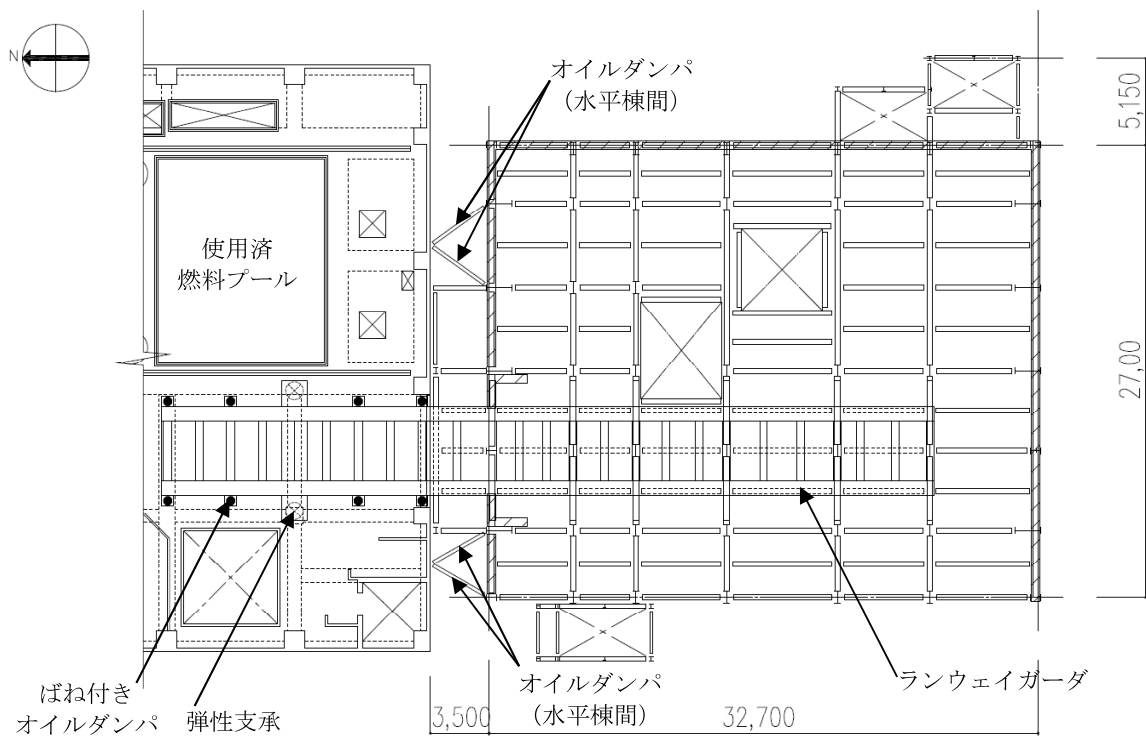 N
オイルダンパ
（水平棟間）
5,150
使用済
燃料プール
27,00
ばね付き
オイルダンパ
弾性支承
3,500
オイルダンパ
（水平棟間）
32,700
ランウェイガーダ